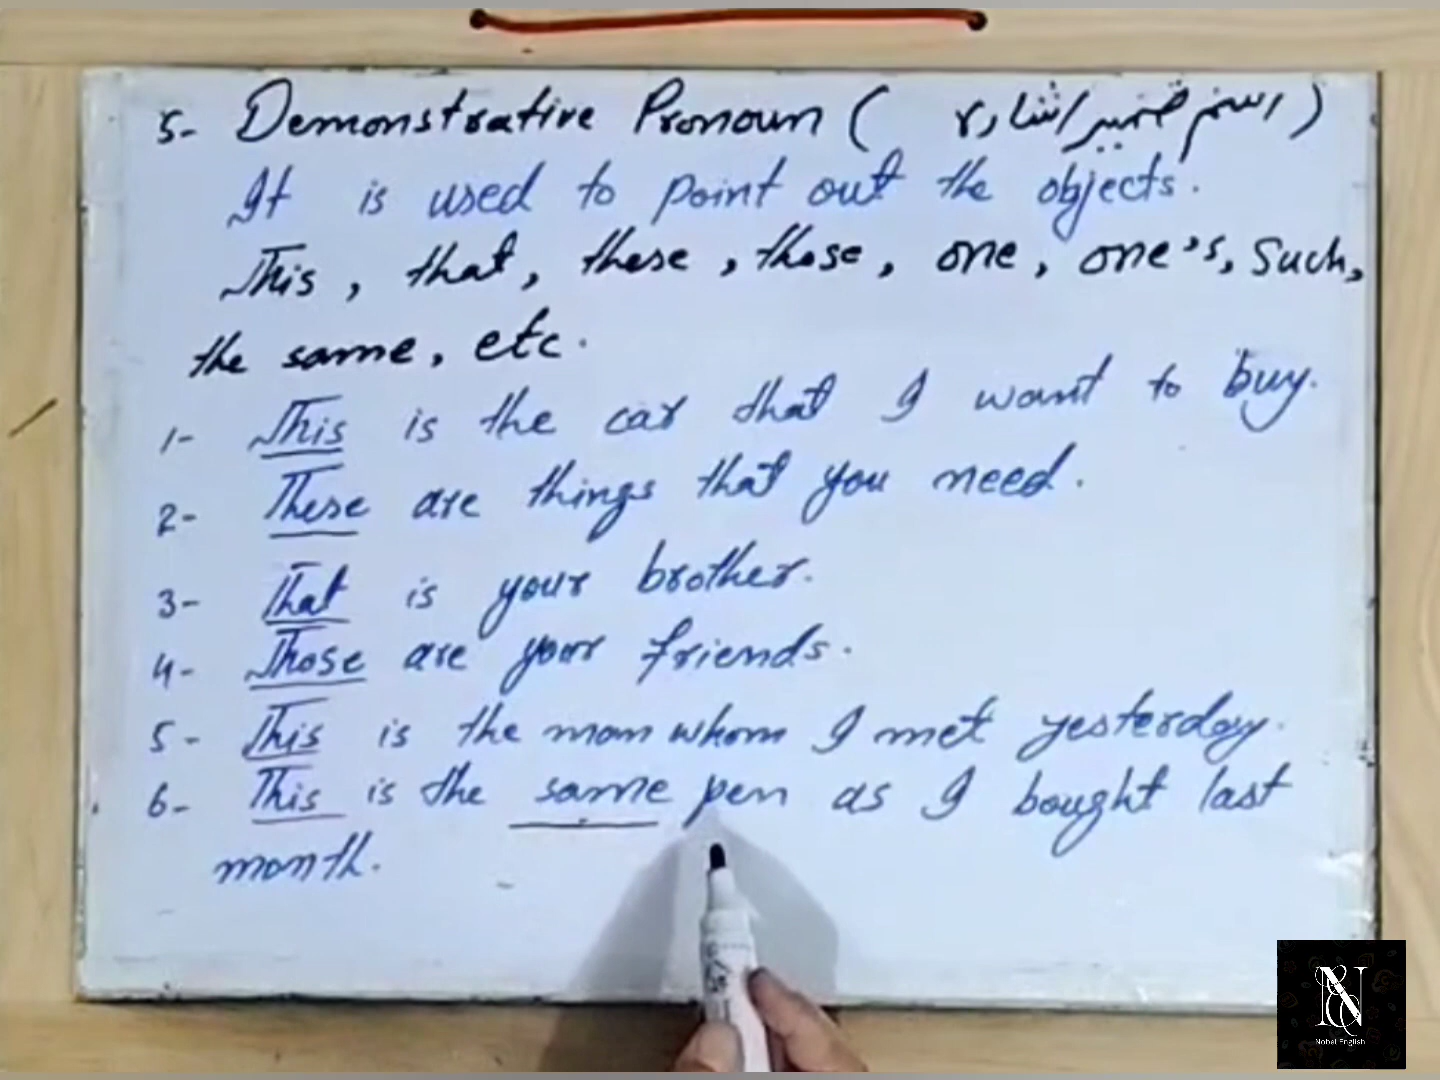 5- Demonstrative Pronoun ( اسم ضمیر اشاره )
It is used to point out the objects.
This, that, these, those, one, one's, such,
the same, etc.
1- This is the car that I want to buy.
2- These are things that you need.
3- That is your brother.
4- Those are your friends.
5- This is the man whom I met yesterday.
6- This is the same pen as I bought last
month.
N
Nobel English